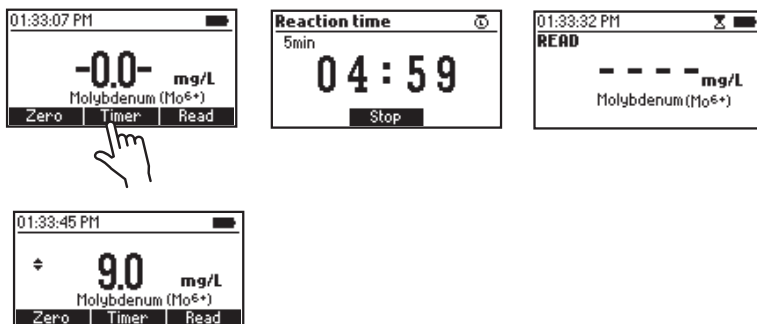 01:33:07 PM
-0.0- mg/L
Molybdenum (Mo6+)
Zero Timer Read
Reaction time
5min
04:59
Stop
01:33:32 PM
READ
---- mg/L
Molybdenum (Mo6+)
01:33:45 PM
9.0 mg/L
Molybdenum (Mo6+)
Zero Timer Read